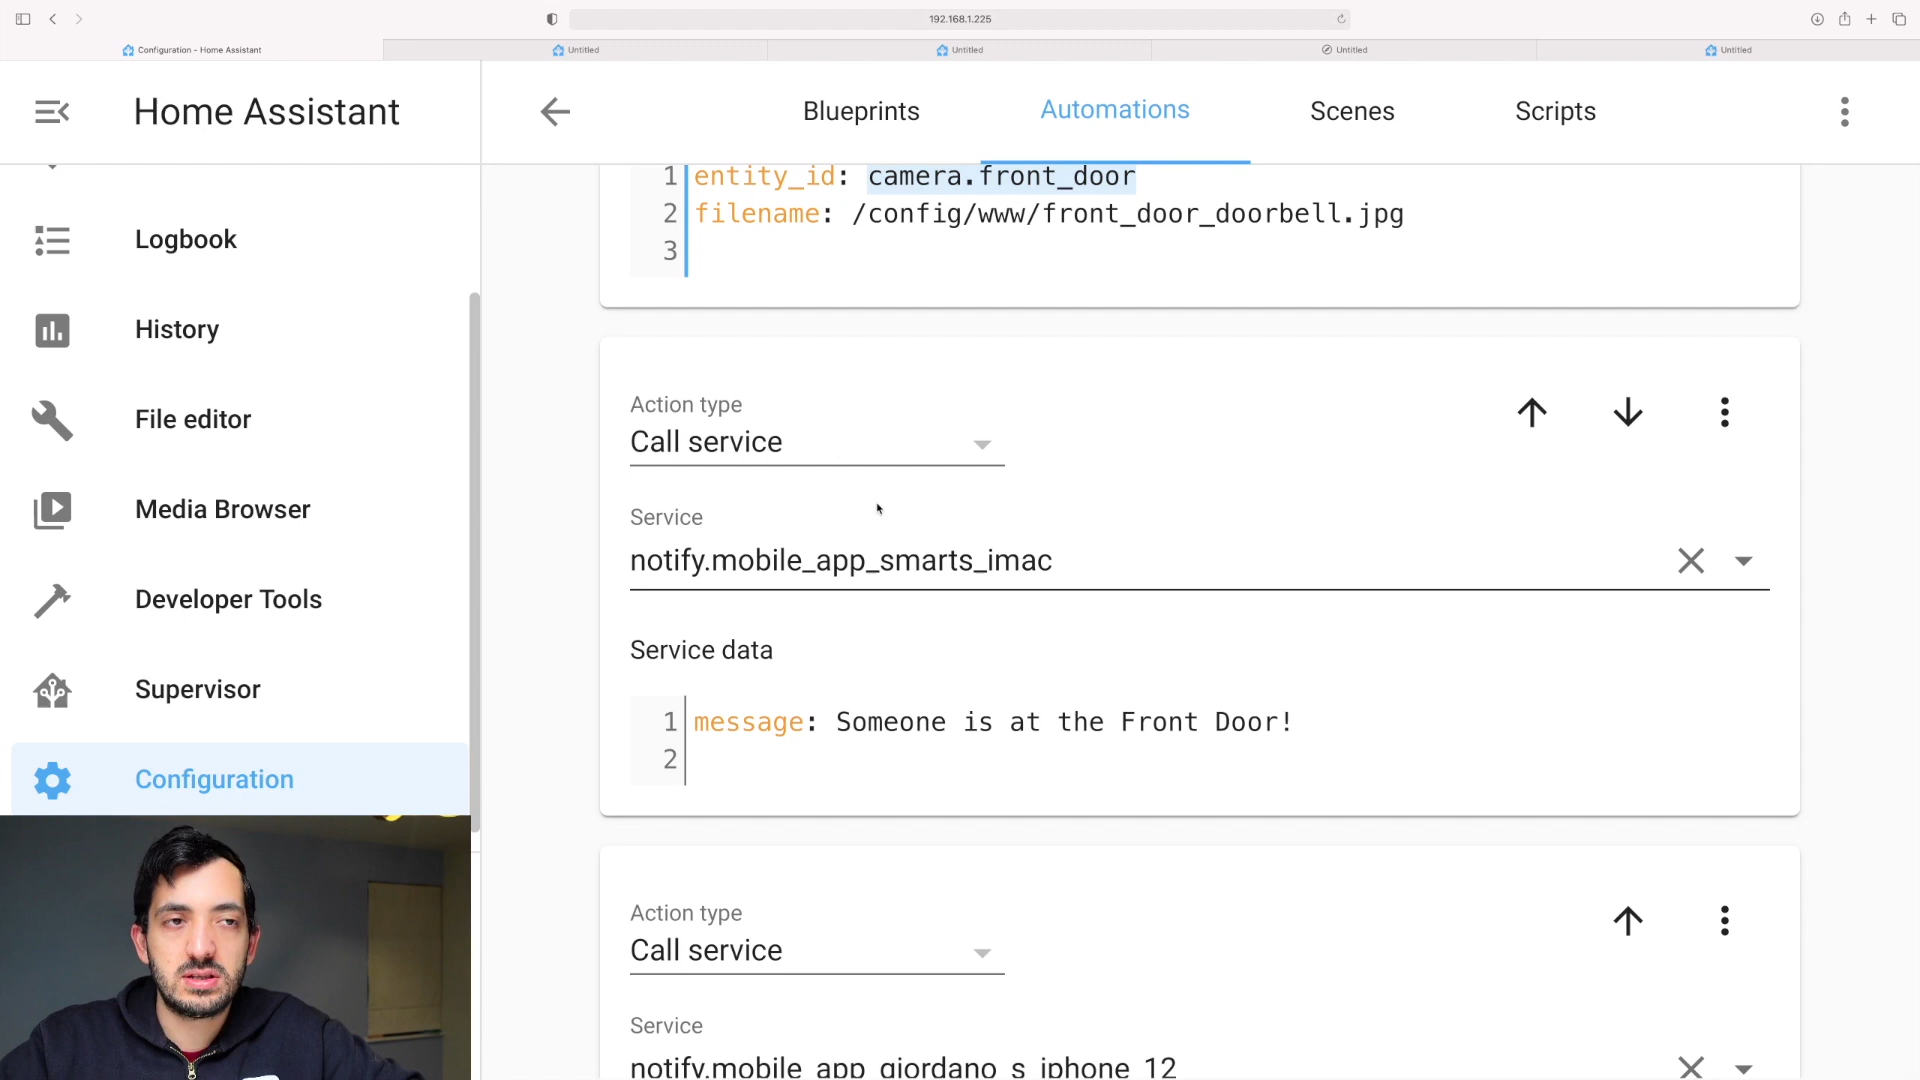 192.168.1.225
Configuration - Home Assistant
Untitled
Untitled
Untitled
Untitled
Home Assistant
Blueprints
Automations
Scenes
Scripts
Logbook
History
File editor
Media Browser
Developer Tools
Supervisor
Configuration
1 entity_id: camera.front_door
2 filename: /config/www/front_door_doorbell.jpg
3
Action type
Call service
Service
notify.mobile_app_smarts_imac
Service data
1 message: Someone is at the Front Door!
2
Action type
Call service
Service
notify.mobile_app_giordano_s_iphone_12